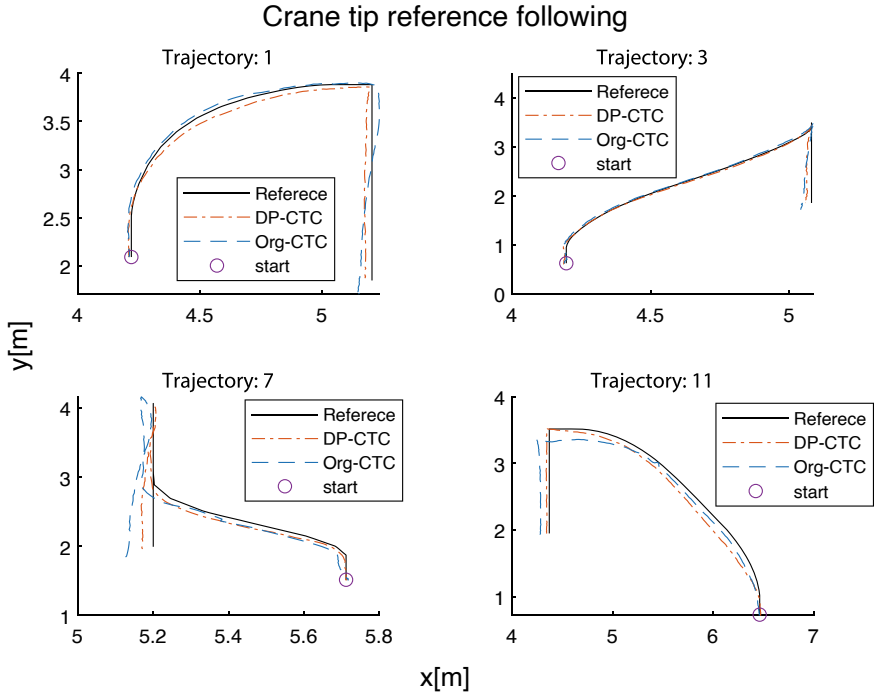 Crane tip reference following
Trajectory: 1
4
3.5
3
2.5
2
4
4.5
5
Referece
DP-CTC
Org-CTC
start
Trajectory: 3
4
3
2
1
0
4
4.5
5
Referece
DP-CTC
Org-CTC
start
Trajectory: 7
4
3
2
1
5
5.2
5.4
5.6
5.8
Referece
DP-CTC
Org-CTC
start
Trajectory: 11
4
3
2
1
4
5
6
7
Referece
DP-CTC
Org-CTC
start
y[m]
x[m]